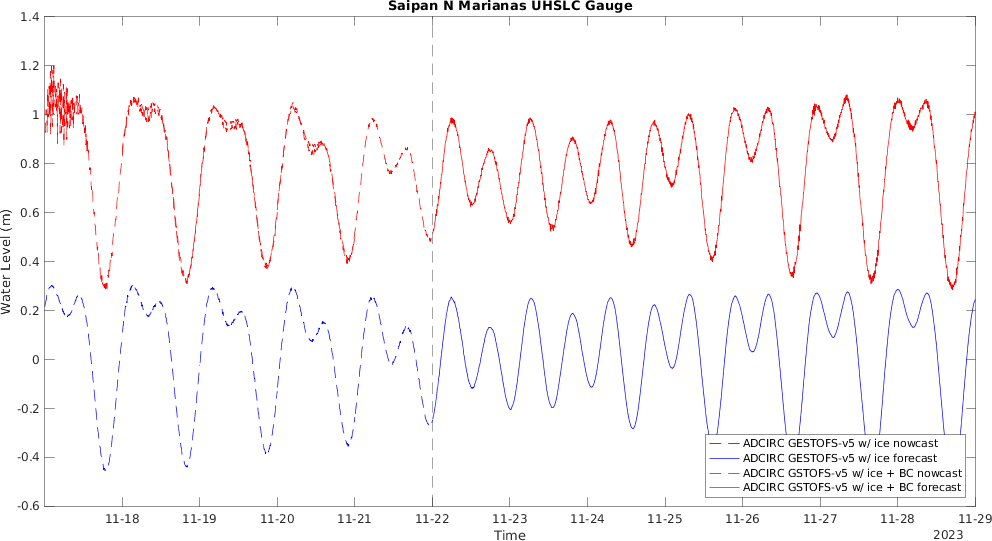 Saipan N Marianas UHSLC Gauge
1.4
1.2
1
0.8
0.6
0.4
0.2
0
-0.2
-0.4
-0.6
Water Level (m)
ADCIRC GESTOFS-v5 w/ ice nowcast
ADCIRC GESTOFS-v5 w/ ice forecast
ADCIRC GSTOFS-v5 w/ ice + BC nowcast
ADCIRC GSTOFS-v5 w/ ice + BC forecast
11-18 11-19 11-20 11-21 11-22 11-23 11-24 11-25 11-26 11-27 11-28 11-29
Time
2023